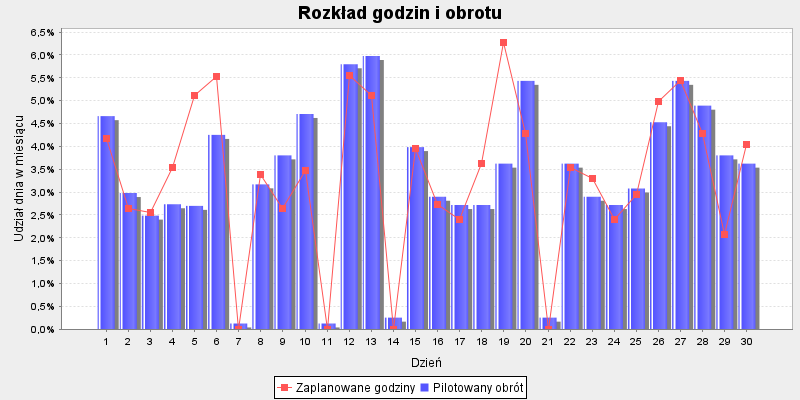 Rozkład godzin i obrotu
Udział dnia w miesiącu
6,5%
6,0%
5,5%
5,0%
4,5%
4,0%
3,5%
3,0%
2,5%
2,0%
1,5%
1,0%
0,5%
0,0%
1 2 3 4 5 6 7 8 9 10 11 12 13 14 15 16 17 18 19 20 21 22 23 24 25 26 27 28 29 30
Dzień
Zaplanowane godziny Pilotowany obrót